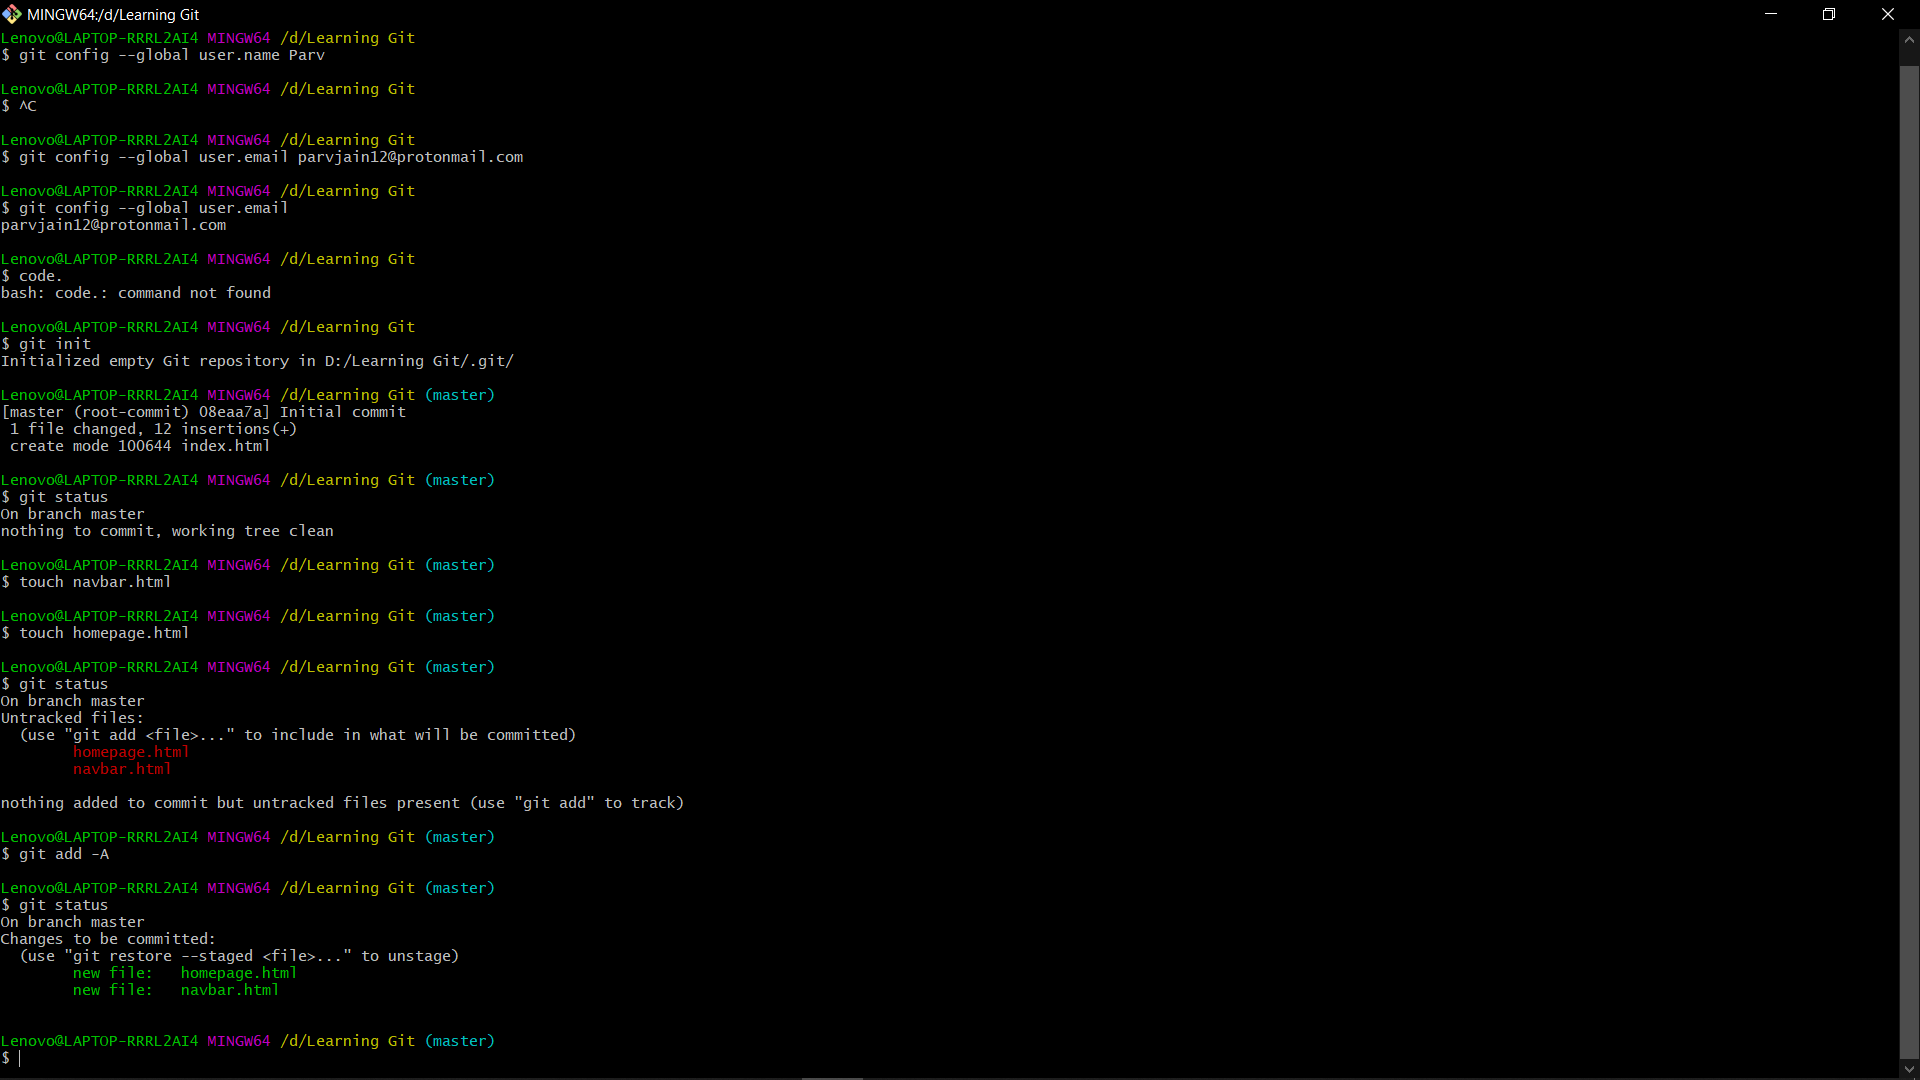 MINGW64:/d/Learning Git
Lenovo@LAPTOP-RRRL2AI4 MINGW64 /d/Learning Git
$ git config --global user.name Parv
Lenovo@LAPTOP-RRRL2AI4 MINGW64 /d/Learning Git
$ ^C
Lenovo@LAPTOP-RRRL2AI4 MINGW64 /d/Learning Git
$ git config --global user.email parvjain12@protonmail.com
Lenovo@LAPTOP-RRRL2AI4 MINGW64 /d/Learning Git
$ git config --global user.email
parvjain12@protonmail.com
Lenovo@LAPTOP-RRRL2AI4 MINGW64 /d/Learning Git
$ code.
bash: code.: command not found
Lenovo@LAPTOP-RRRL2AI4 MINGW64 /d/Learning Git
$ git init
Initialized empty Git repository in D:/Learning Git/.git/
Lenovo@LAPTOP-RRRL2AI4 MINGW64 /d/Learning Git (master)
[master (root-commit) 08eaa7a] Initial commit
 1 file changed, 12 insertions(+)
 create mode 100644 index.html
Lenovo@LAPTOP-RRRL2AI4 MINGW64 /d/Learning Git (master)
$ git status
On branch master
nothing to commit, working tree clean
Lenovo@LAPTOP-RRRL2AI4 MINGW64 /d/Learning Git (master)
$ touch navbar.html
Lenovo@LAPTOP-RRRL2AI4 MINGW64 /d/Learning Git (master)
$ touch homepage.html
Lenovo@LAPTOP-RRRL2AI4 MINGW64 /d/Learning Git (master)
$ git status
On branch master
Untracked files:
  (use "git add <file>..." to include in what will be committed)
        homepage.html
        navbar.html
nothing added to commit but untracked files present (use "git add" to track)
Lenovo@LAPTOP-RRRL2AI4 MINGW64 /d/Learning Git (master)
$ git add -A
Lenovo@LAPTOP-RRRL2AI4 MINGW64 /d/Learning Git (master)
$ git status
On branch master
Changes to be committed:
  (use "git restore --staged <file>..." to unstage)
        new file:   homepage.html
        new file:   navbar.html
Lenovo@LAPTOP-RRRL2AI4 MINGW64 /d/Learning Git (master)
$